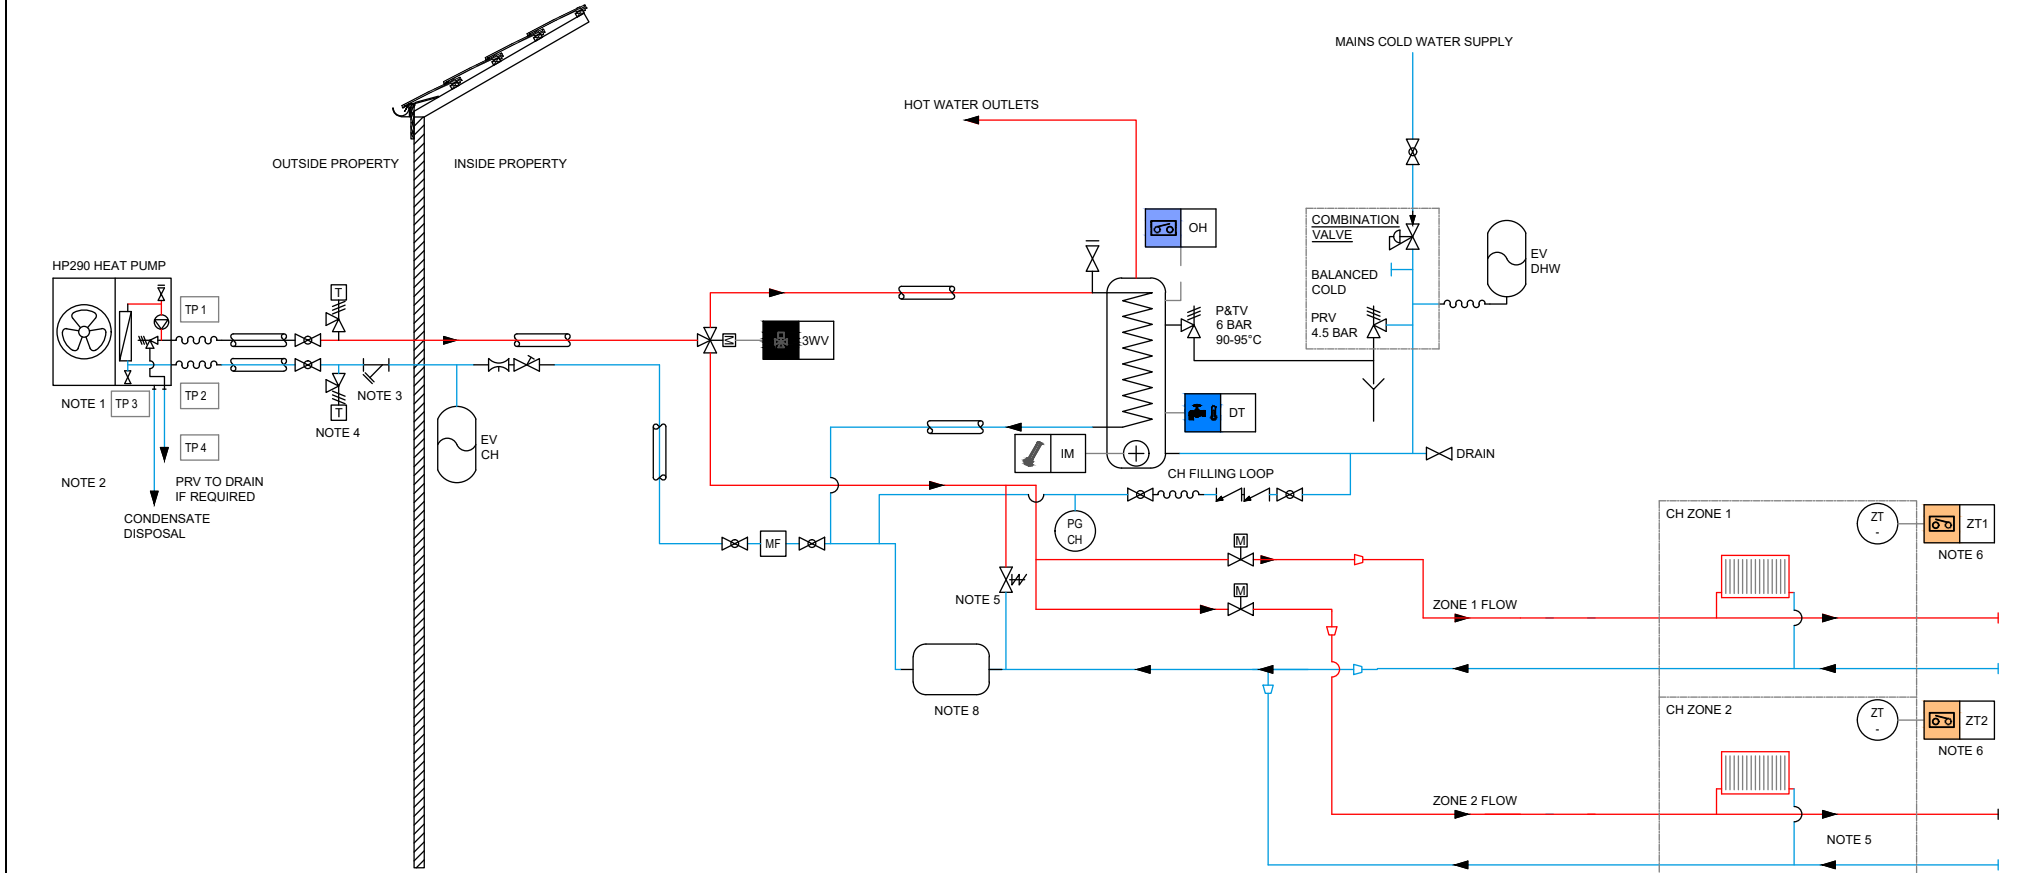 MAINS COLD WATER SUPPLY
HOT WATER OUTLETS
OUTSIDE PROPERTY
INSIDE PROPERTY
COMBINATION
VALVE
OH
EV
DHW
HP290 HEAT PUMP
BALANCED
COLD
TP 1
T
P&TV
6 BAR
90-95°C
PRV
4.5 BAR
M
3WV
NOTE 1
TP 3
TP 2
NOTE 3
T
NOTE 4
DT
EV
CH
TP 4
IM
DRAIN
NOTE 2
PRV TO DRAIN
IF REQUIRED
CH FILLING LOOP
CONDENSATE
DISPOSAL
PG
CH
MF
M
CH ZONE 1
ZT
-
ZT1
NOTE 6
NOTE 5
M
ZONE 1 FLOW
NOTE 8
CH ZONE 2
ZT
-
ZT2
NOTE 6
ZONE 2 FLOW
NOTE 5